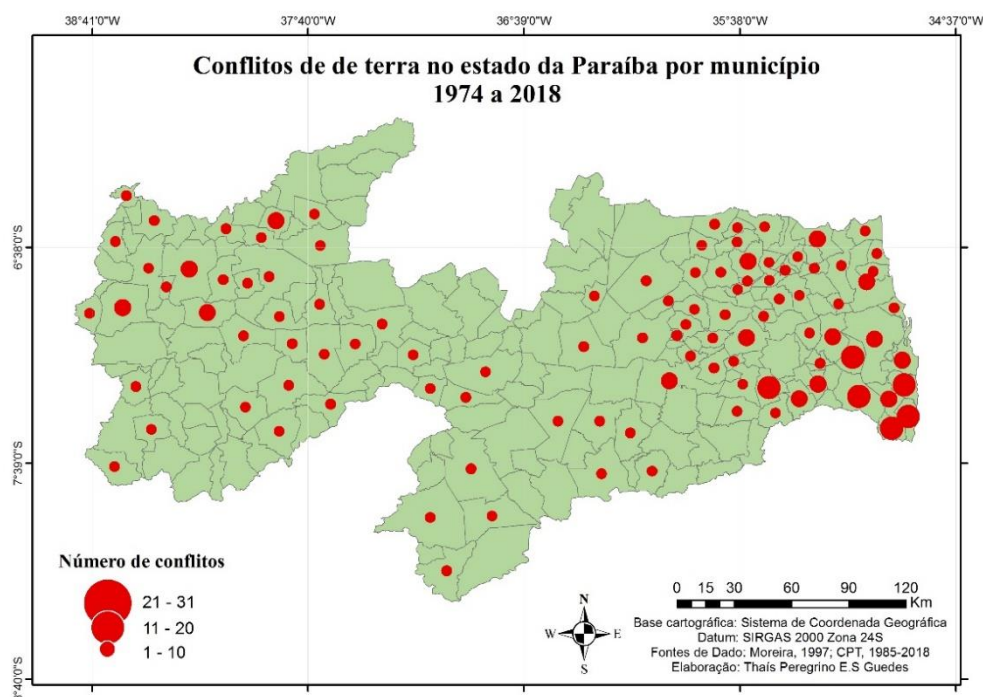 38°41'0"W 37°40'0"W 36°39'0"W 35°38'0"W 34°37'0"W
Conflitos de de terra no estado da Paraíba por município
1974 a 2018
6°38'0"S
7°39'0"S
8°40'0"S
Número de conflitos
21 - 31
11 - 20
1 - 10
N
W E
S
0 15 30 60 90 120
Km
Base cartográfica: Sistema de Coordenada Geográfica
Datum: SIRGAS 2000 Zona 24S
Fontes de Dado: Moreira, 1997; CPT, 1985-2018
Elaboração: Thaís Peregrino E.S Guedes